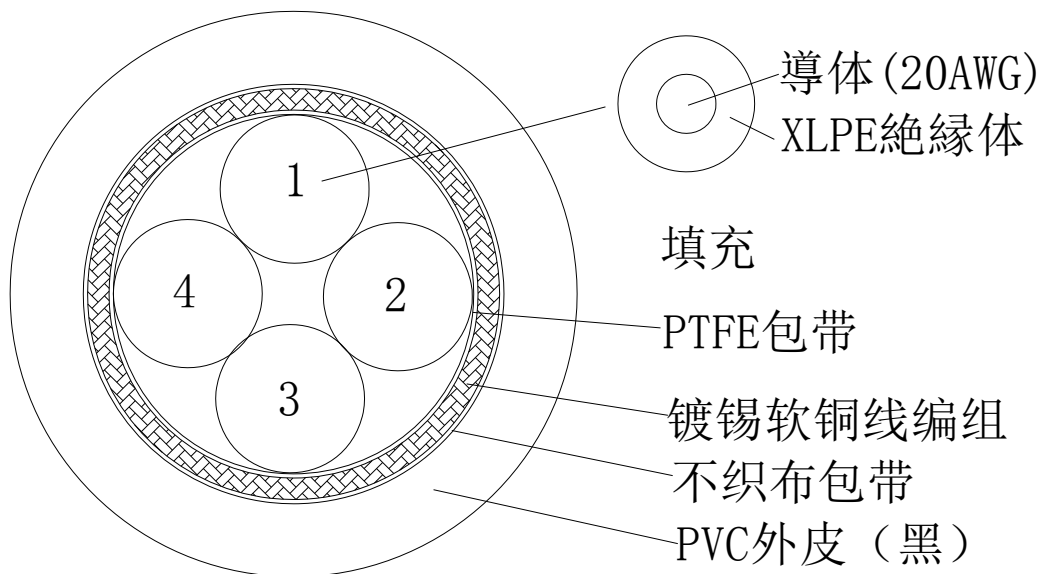 導体(20AWG)
XLPE絶縁体
1
填充
4
2
PTFE包带
3
镀锡软铜线编组
不织布包带
PVC外皮（黑）